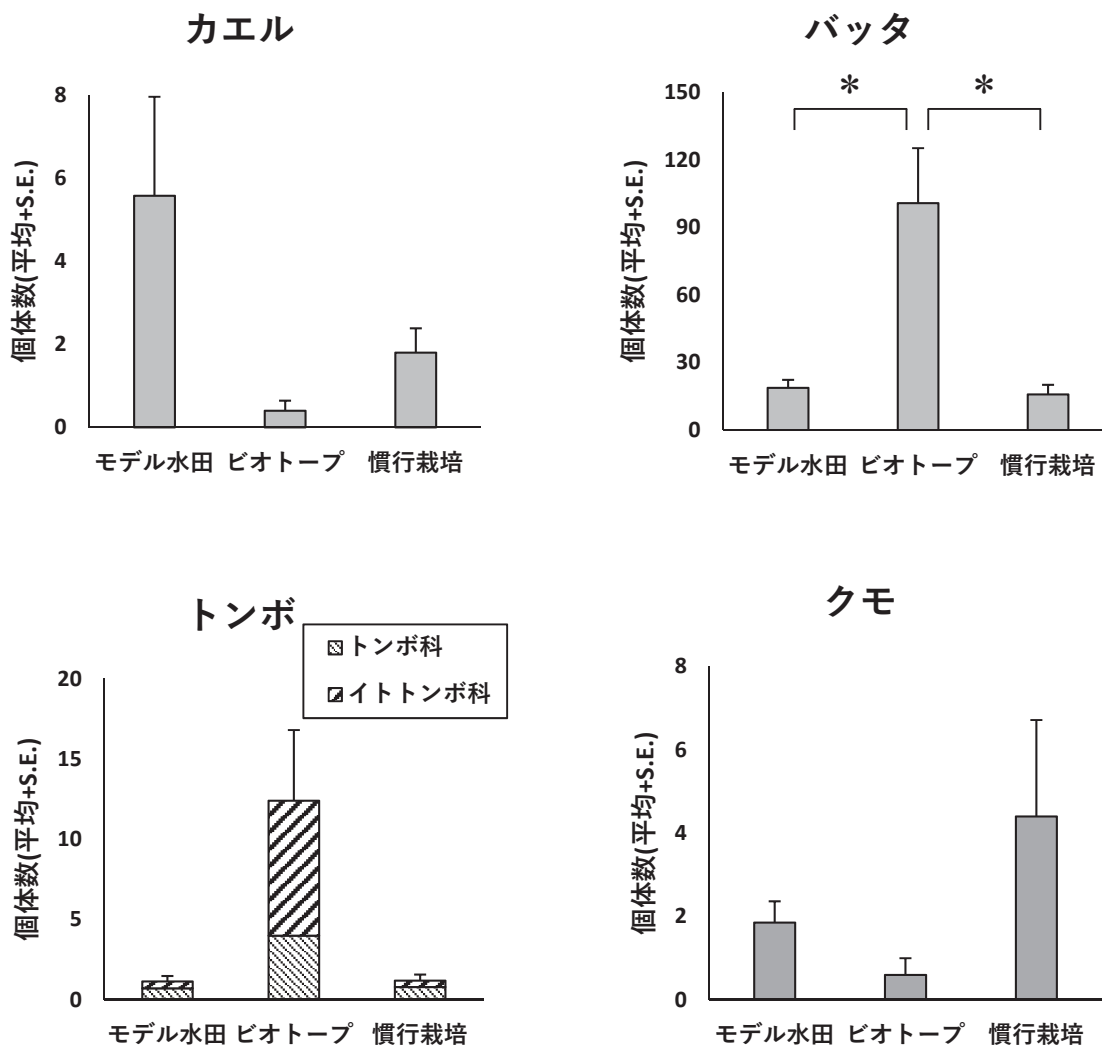 カエル
個体数(平均+S.E.)
8
6
4
2
0
モデル水田 ビオトープ 慣行栽培
バッタ
個体数(平均+S.E.)
150
120
90
60
30
0
* *
モデル水田 ビオトープ 慣行栽培
トンボ
トンボ科
イトトンボ科
個体数(平均+S.E.)
20
15
10
5
0
モデル水田 ビオトープ 慣行栽培
クモ
個体数(平均+S.E.)
8
6
4
2
0
モデル水田 ビオトープ 慣行栽培